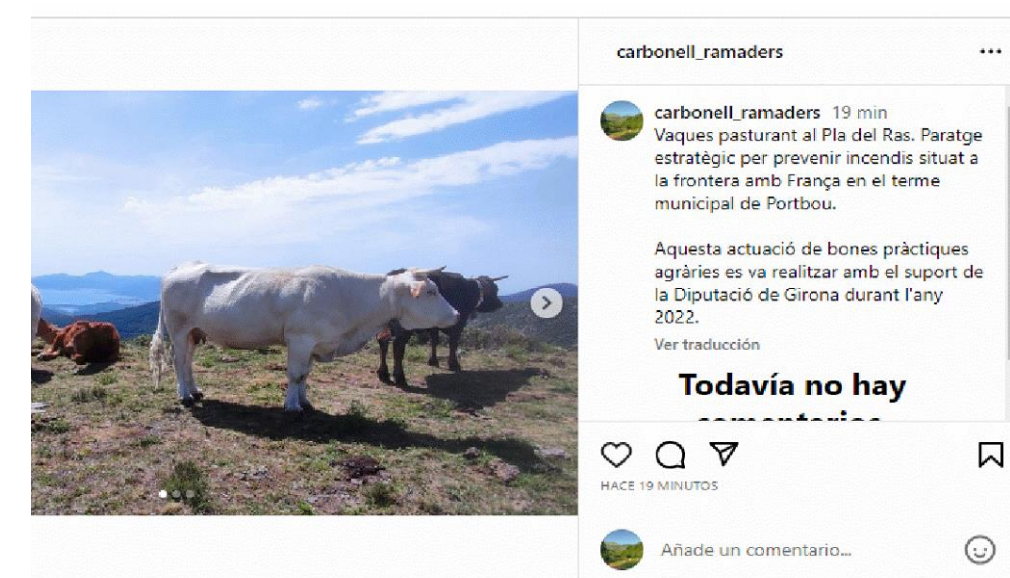 carbonell_ramaders
carbonell_ramaders 19 min
Vaques pasturant al Pla del Ras. Paratge
estratègic per prevenir incendis situat a
la frontera amb França en el terme
municipal de Portbou.
Aquesta actuació de bones pràctiques
agràries es va realitzar amb el suport de
la Diputació de Girona durant l'any
2022.
Ver traducción
Todavía no hay
comentarios
HACE 19 MINUTOS
Añade un comentario...